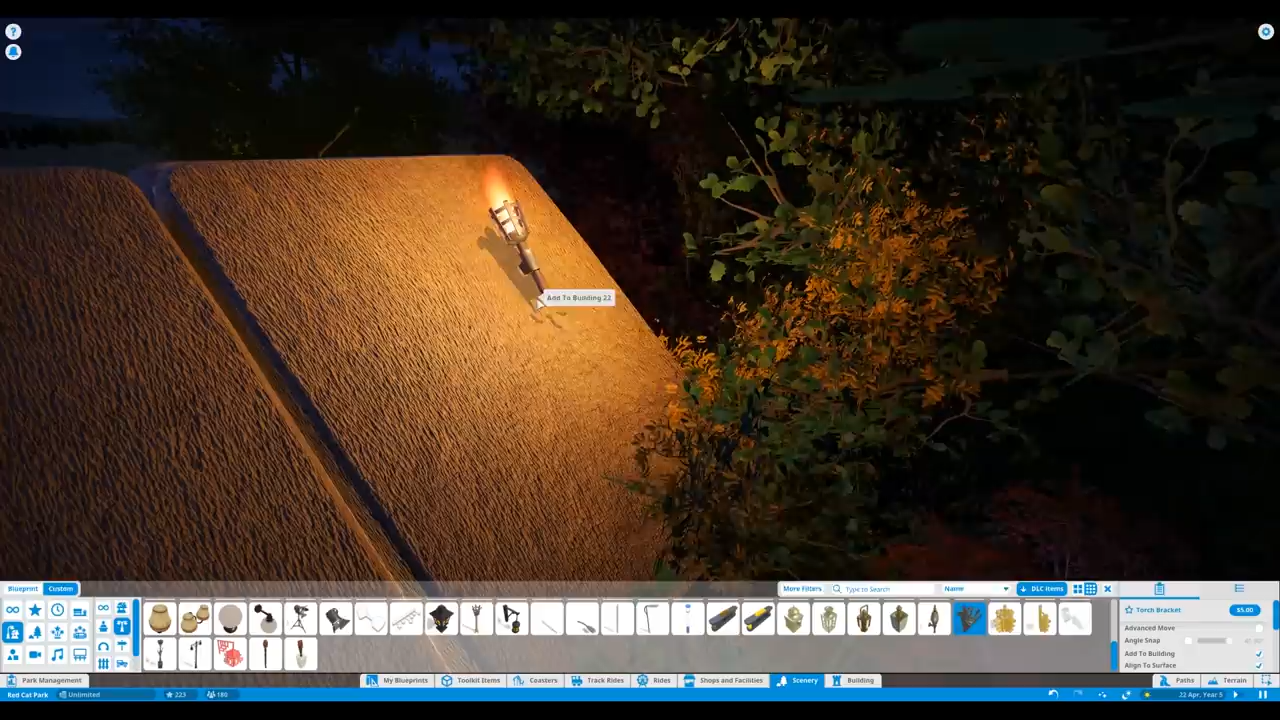 ?
Add To Building 22
Blueprint
Custom
More Filters
Type to Search
Name
DLC Items
Torch Bracket
$5.00
Advanced Move
Angle Snap
Add To Building
Align To Surface
Park Management
My Blueprints
Toolkit Items
Coasters
Track Rides
Rides
Shops and Facilities
Scenery
Building
Paths
Terrain
Red Cat Park
Unlimited
223
180
22 Apr, Year 5